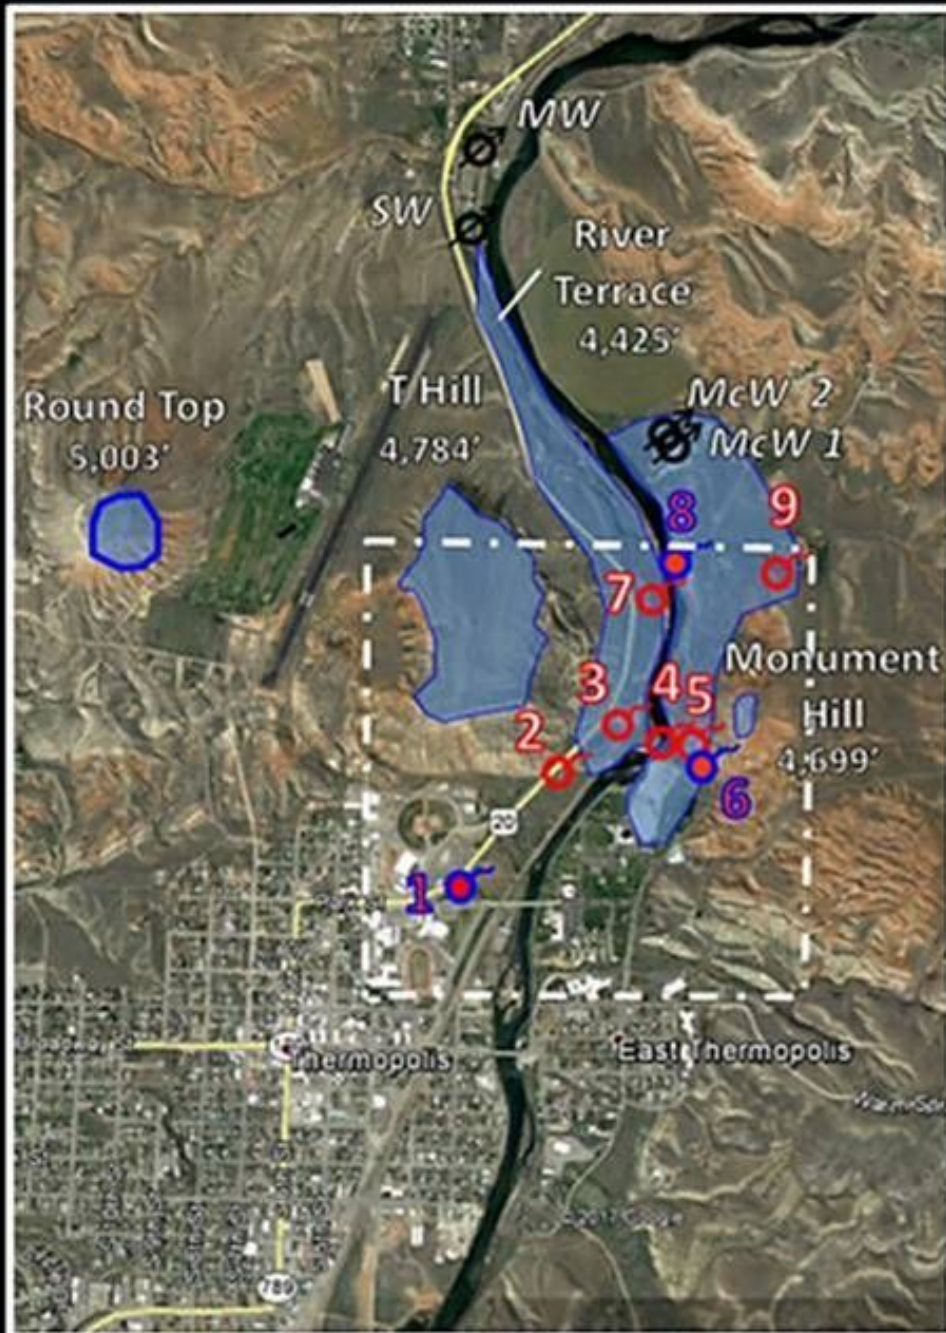 MW
SW
River
Terrace
4,425'
McW 2
McW 1
T Hill
4,784'
Round Top
5,003'
8
9
7
Monument
Hill
4,699'
3
4
5
2
6
20
1
Thermopolis
East Thermopolis
789